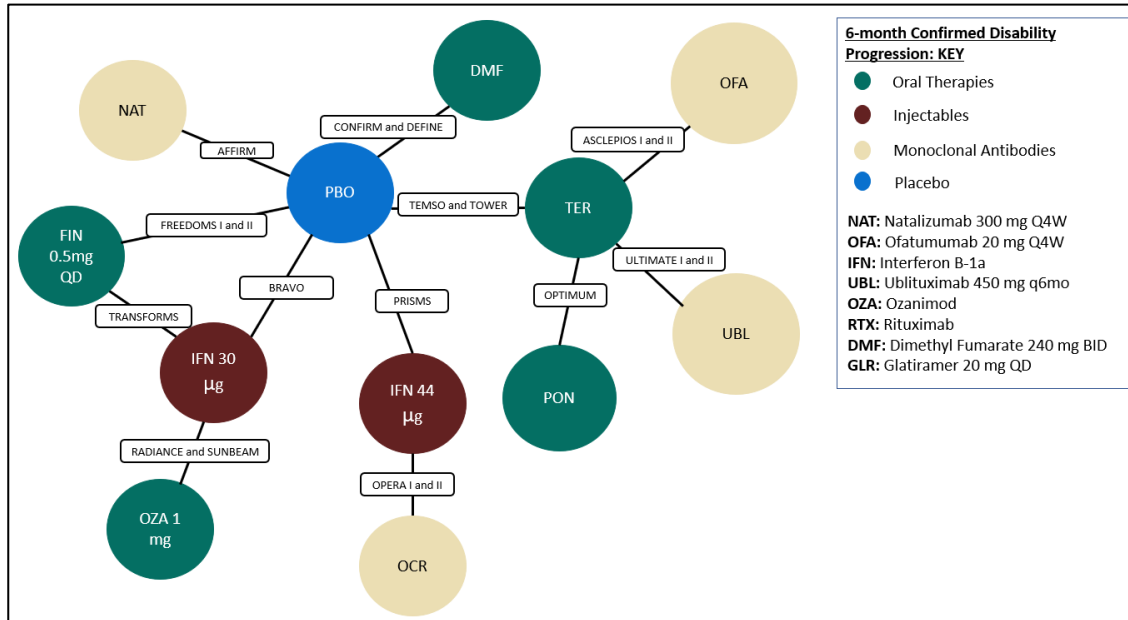 DMF
OFA
NAT
CONFIRM and DEFINE
ASCLEPIOS I and II
AFFIRM
PBO
TEMSO and TOWER
TER
FREEDOMS I and II
FIN
0.5mg
QD
ULTIMATE I and II
BRAVO
PRISMS
OPTIMUM
TRANSFORMS
UBL
IFN 30
µg
IFN 44
µg
PON
RADIANCE and SUNBEAM
OPERA I and II
OZA 1
mg
OCR
6-month Confirmed Disability
Progression: KEY
Oral Therapies
Injectables
Monoclonal Antibodies
Placebo
NAT: Natalizumab 300 mg Q4W
OFA: Ofatumumab 20 mg Q4W
IFN: Interferon B-1a
UBL: Ublituximab 450 mg q6mo
OZA: Ozanimod
RTX: Rituximab
DMF: Dimethyl Fumarate 240 mg BID
GLR: Glatiramer 20 mg QD